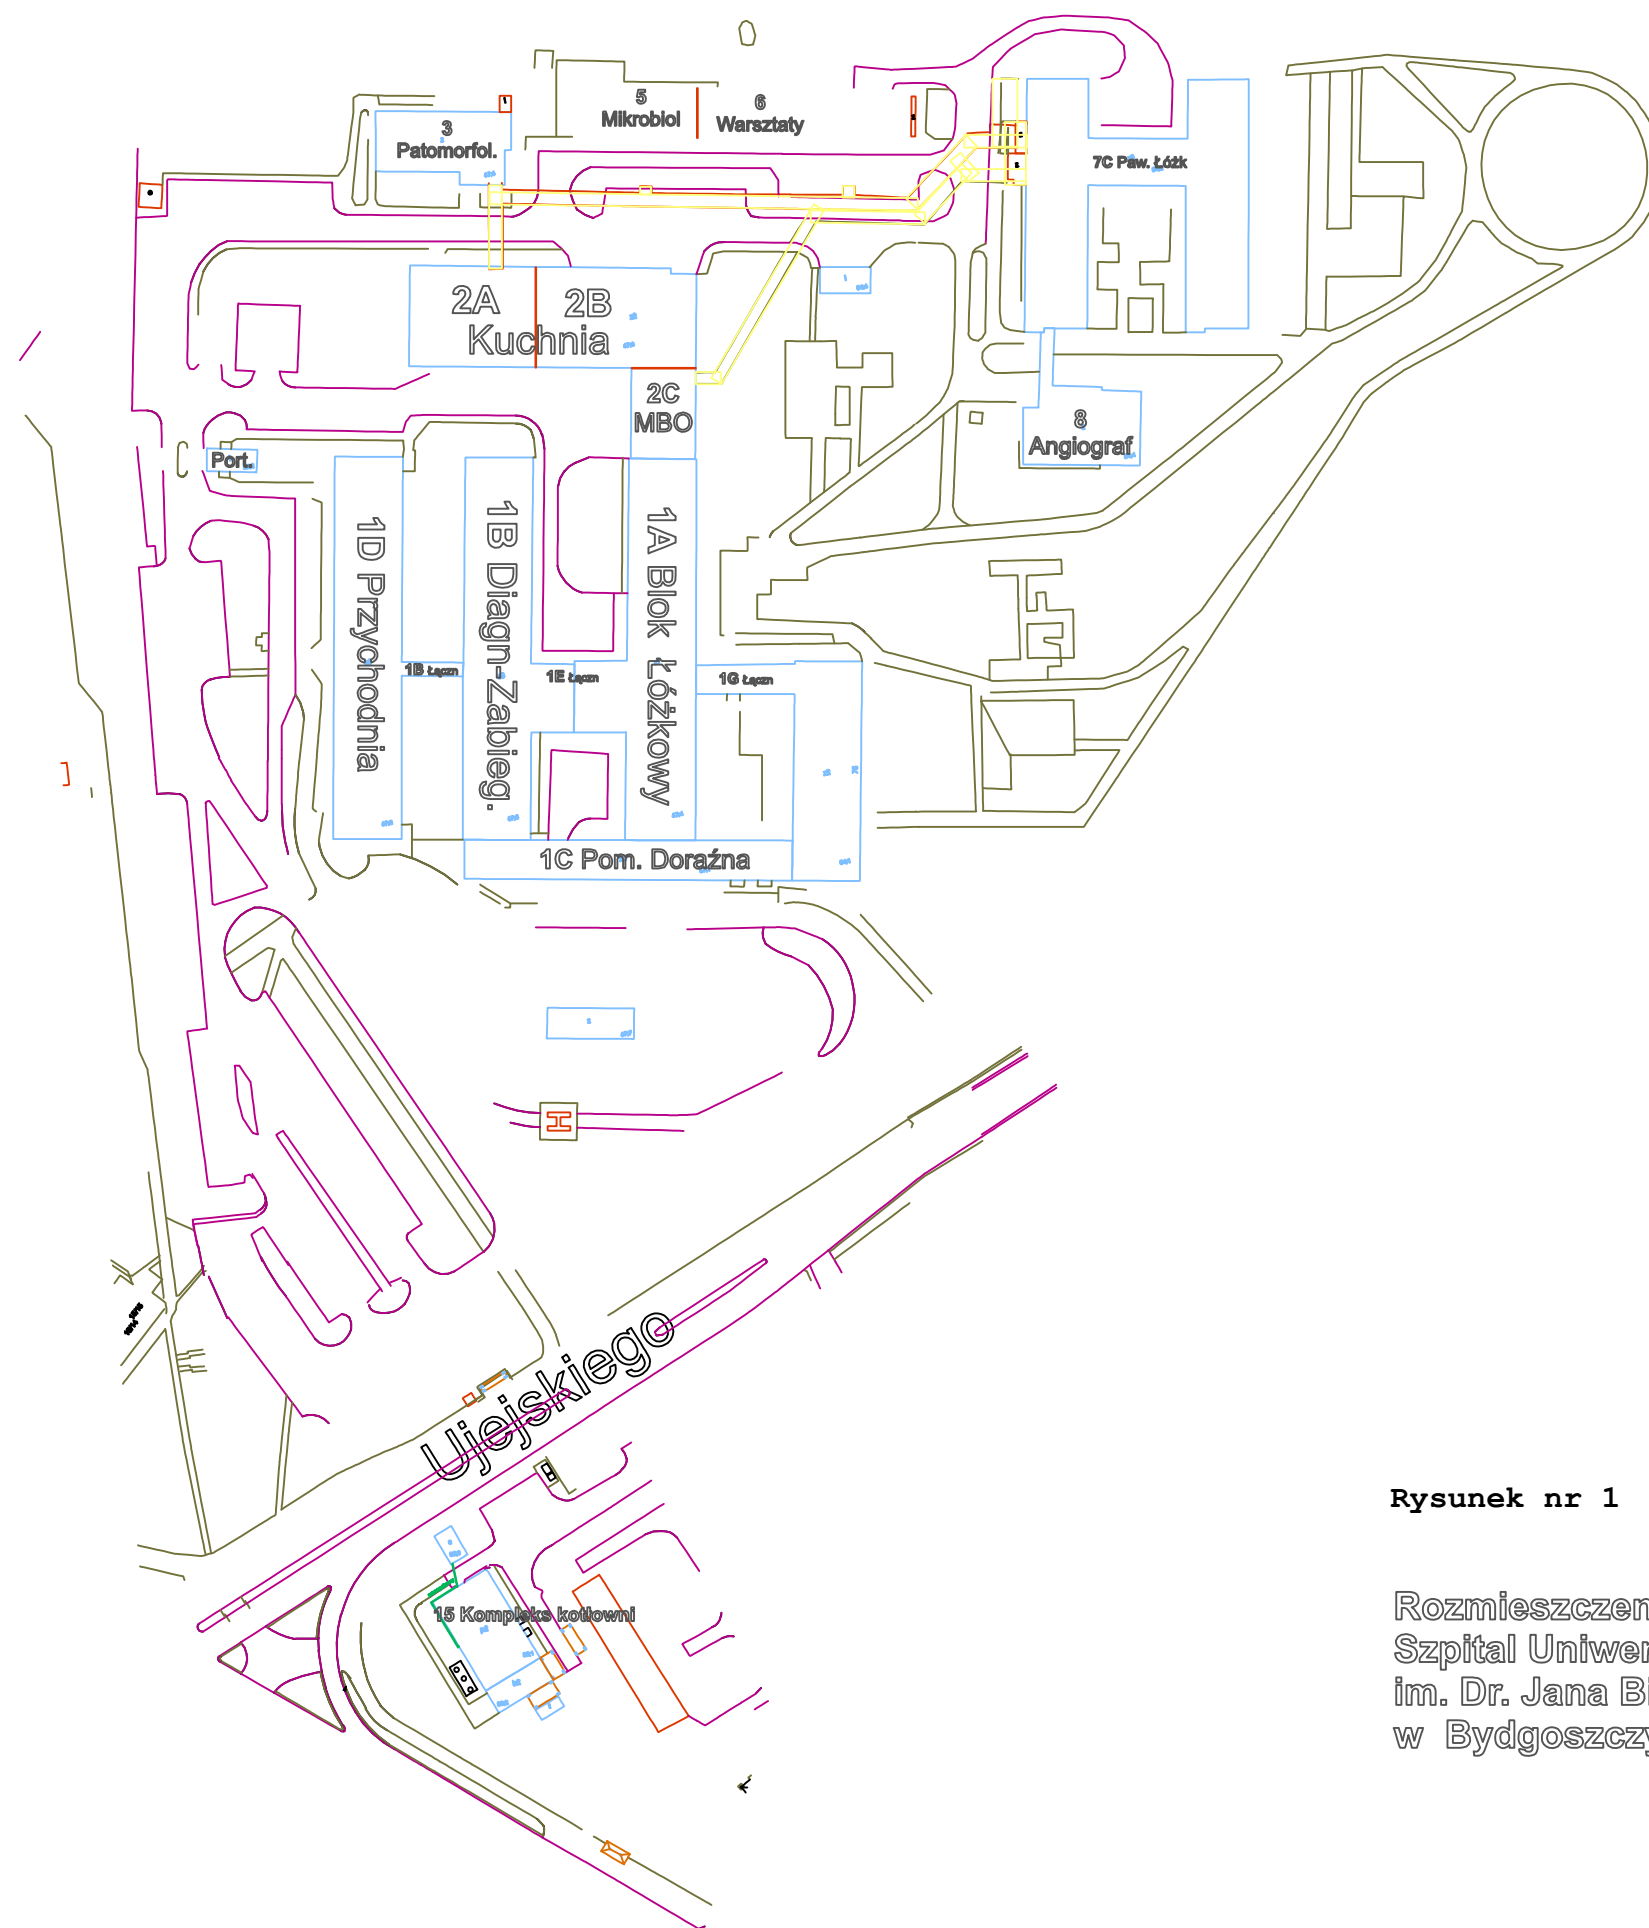 5
Mikrobiol
6
Warsztaty
3
Patomorfol.
7C Paw. Łóżk
2A
2B
Kuchnia
2C
MBO
8
Angiograf
Port.
1D Przychodnia
1B Diagn-Zabieg.
1A Blok Łóżkowy
1B Łączn
1E Łączn
1G Łączn
1C Pom. Doraźna
H
Ujejskiego
Rysunek nr 1
15 Kompleks kotłowni
Rozmieszczen
Szpital Uniwer
im. Dr. Jana Bi
w Bydgoszczy